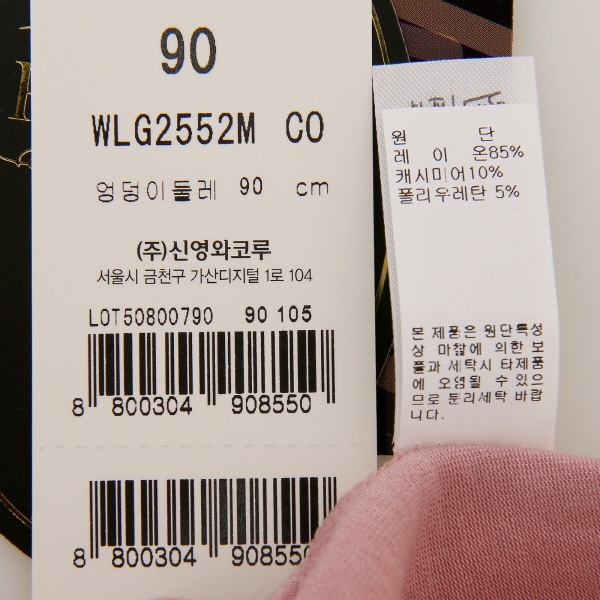 90
WLG2552M CO
엉덩이둘레 90 cm
(주)신영와코루
서울시 금천구 가산디지털 1로 104
LOT50800790 90 105
8 800304 908550
8 800304 908550
원 단
레 이 온85%
캐시미어10%
폴리우레탄 5%
본 제품은 원단특성
상 마찰에 의한 보
풀과 세탁시 타제품
에 오염될 수 있으
므로 분리세탁 바랍
니다.